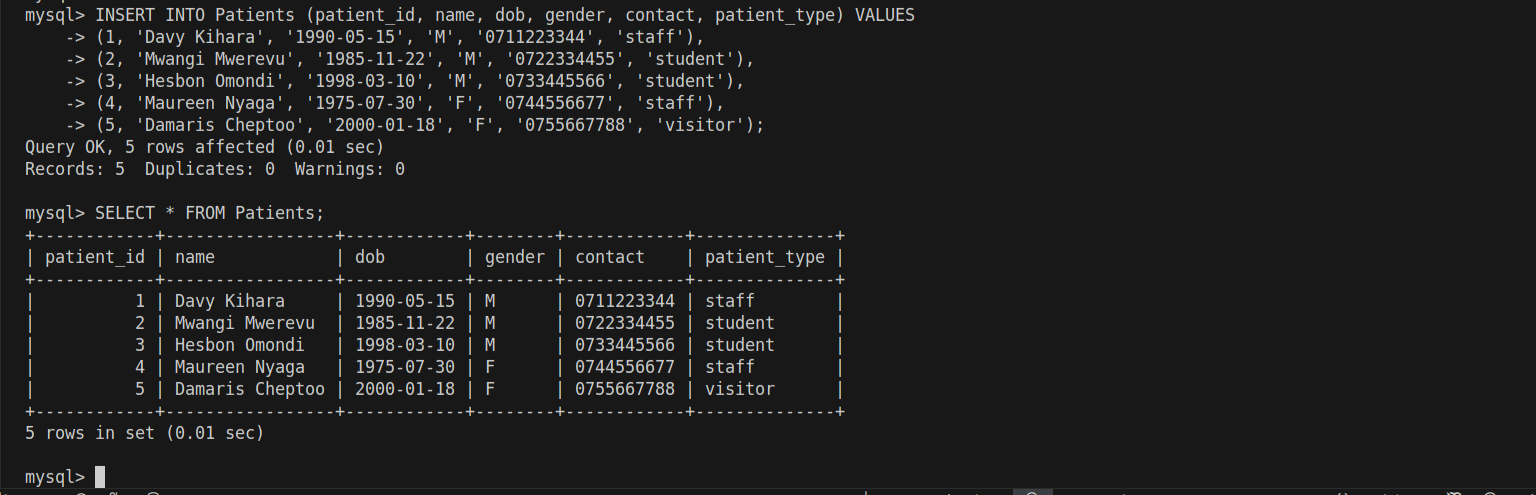 mysql> INSERT INTO Patients (patient_id, name, dob, gender, contact, patient_type) VALUES
    -> (1, 'Davy Kihara', '1990-05-15', 'M', '0711223344', 'staff'),
    -> (2, 'Mwangi Mwerevu', '1985-11-22', 'M', '0722334455', 'student'),
    -> (3, 'Hesbon Omondi', '1998-03-10', 'M', '0733445566', 'student'),
    -> (4, 'Maureen Nyaga', '1975-07-30', 'F', '0744556677', 'staff'),
    -> (5, 'Damaris Cheptoo', '2000-01-18', 'F', '0755667788', 'visitor');
Query OK, 5 rows affected (0.01 sec)
Records: 5  Duplicates: 0  Warnings: 0
mysql> SELECT * FROM Patients;
+------------+-----------------+------------+--------+------------+--------------+
| patient_id | name            | dob        | gender | contact    | patient_type |
+------------+-----------------+------------+--------+------------+--------------+
|          1 | Davy Kihara     | 1990-05-15 | M      | 0711223344 | staff        |
|          2 | Mwangi Mwerevu  | 1985-11-22 | M      | 0722334455 | student      |
|          3 | Hesbon Omondi   | 1998-03-10 | M      | 0733445566 | student      |
|          4 | Maureen Nyaga   | 1975-07-30 | F      | 0744556677 | staff        |
|          5 | Damaris Cheptoo | 2000-01-18 | F      | 0755667788 | visitor      |
+------------+-----------------+------------+--------+------------+--------------+
5 rows in set (0.01 sec)
mysql>